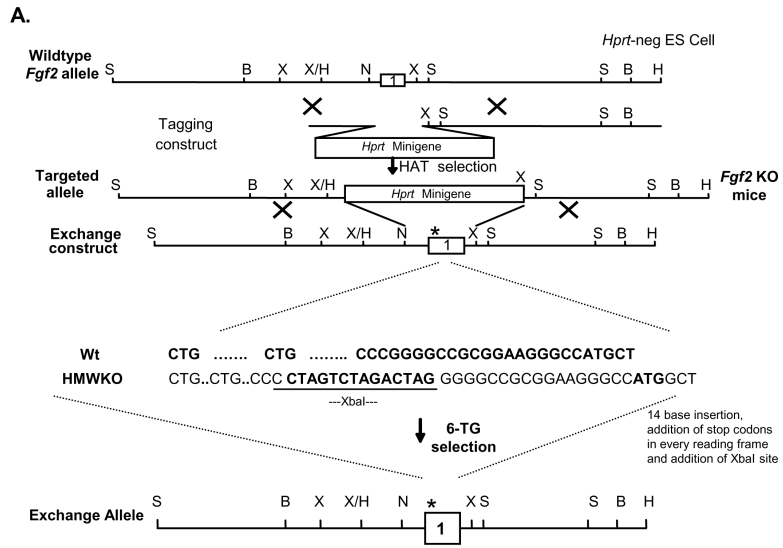 A.
Hprt-neg ES Cell
Wildtype
Fgf2 allele
S B X X/H N 1 X S S B H
Tagging
construct
X S S B
Hprt Minigene
HAT selection
Targeted
allele
S B X X/H Hprt Minigene X S S B H
Fgf2 KO
mice
Exchange
construct
S B X X/H N * 1 X S S B H
Wt CTG ....... CTG ........ CCCGGGGCCGCGGAAGGGCCATGCT
HMWKO CTG..CTG..CCC CTAGTCTAGACTAG GGGGCCGCGGAAGGGCCATGGCT
---XbaI---
6-TG
selection
14 base insertion,
addition of stop codons
in every reading frame
and addition of XbaI site
Exchange Allele
S B X X/H N * 1 X S S B H